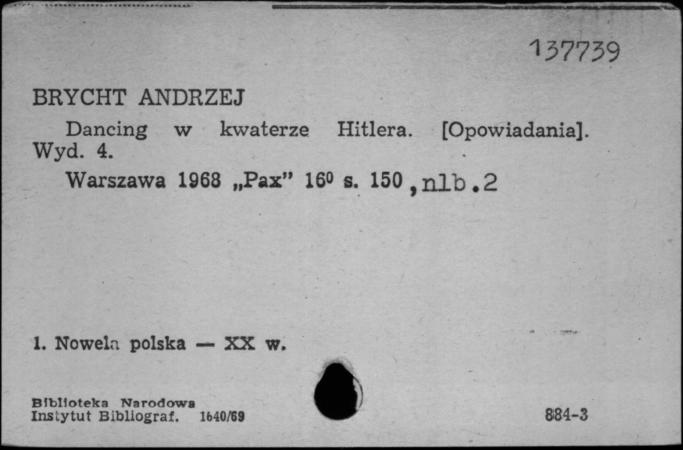 137739
BRYCHT ANDRZEJ
Dancing w kwaterze Hitlera. [Opowiadania].
Wyd. 4.
Warszawa 1968 „Pax” 16⁰ s. 150, nlb.2
1. Nowela polska — XX w.
Biblioteka Narodowa
Instytut Bibliograf. 1640/69
884-3